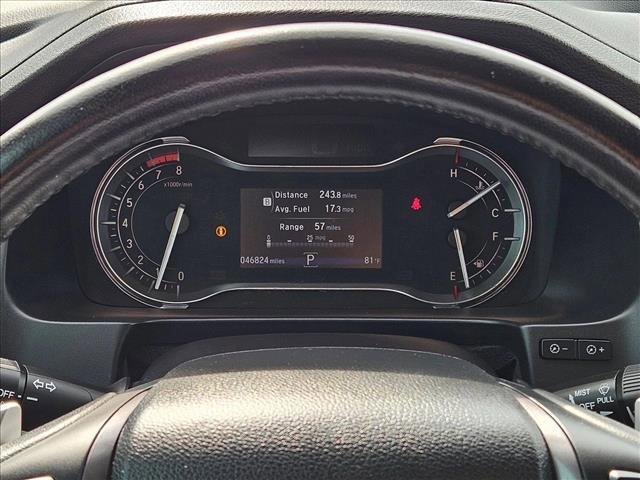 8
7
6
5
4
3
2
1
0
x1000r/min
B Distance 243.8 miles
Avg. Fuel 17.3 mpg
Range 57 miles
0 25 50
mpg
046824 miles P 81°F
H
C
F
E
OFF
MIST
OFF PULL
- +